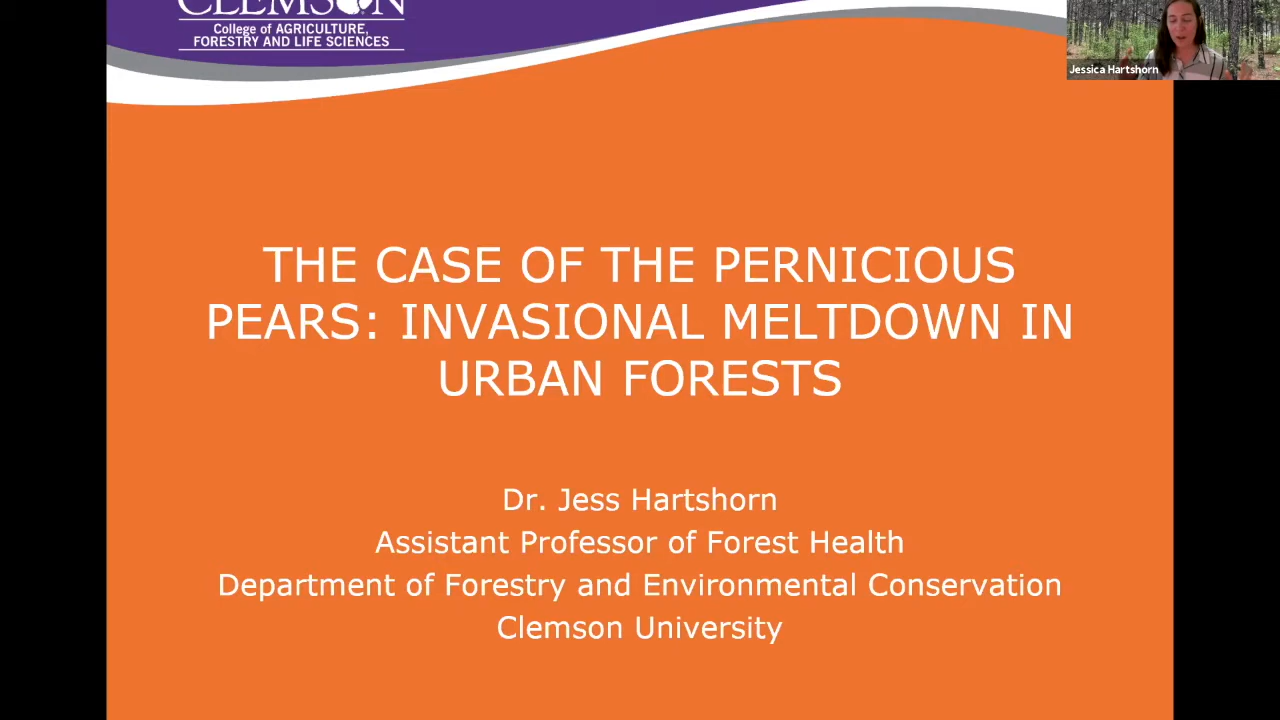 CLEMSON
College of AGRICULTURE,
FORESTRY AND LIFE SCIENCES
Jessica Hartshorn
THE CASE OF THE PERNICIOUS
PEARS: INVASIONAL MELTDOWN IN
URBAN FORESTS
Dr. Jess Hartshorn
Assistant Professor of Forest Health
Department of Forestry and Environmental Conservation
Clemson University